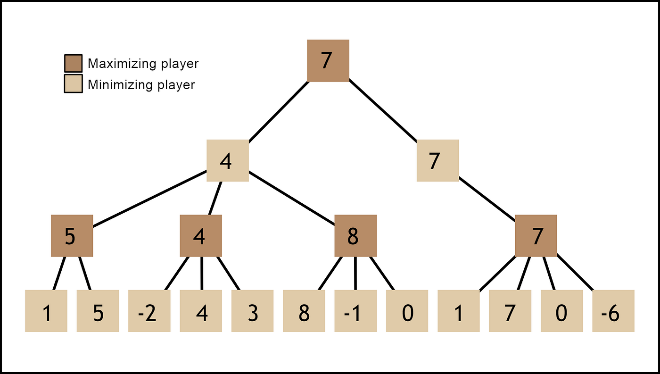 7
Maximizing player
Minimizing player
4 7
5 4 8 7
1 5 -2 4 3 8 -1 0 1 7 0 -6